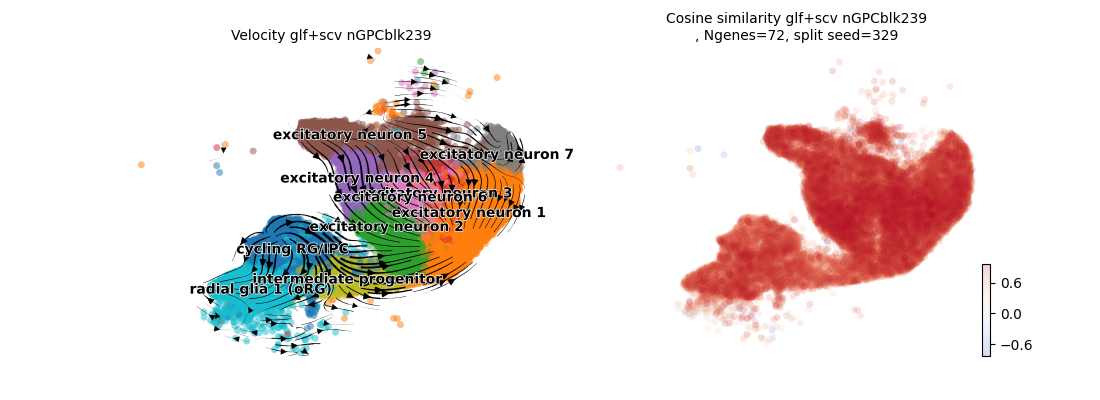 Velocity glf+scv nGPCblk239
Cosine similarity glf+scv nGPCblk239
, Ngenes=72, split seed=329
excitatory neuron 5
excitatory neuron 7
excitatory neuron 4
excitatory neuron 3
excitatory neuron 6
excitatory neuron 1
excitatory neuron 2
cycling RG/IPC
intermediate progenitor
radial glia 1 (oRG)
0.6
0.0
−0.6